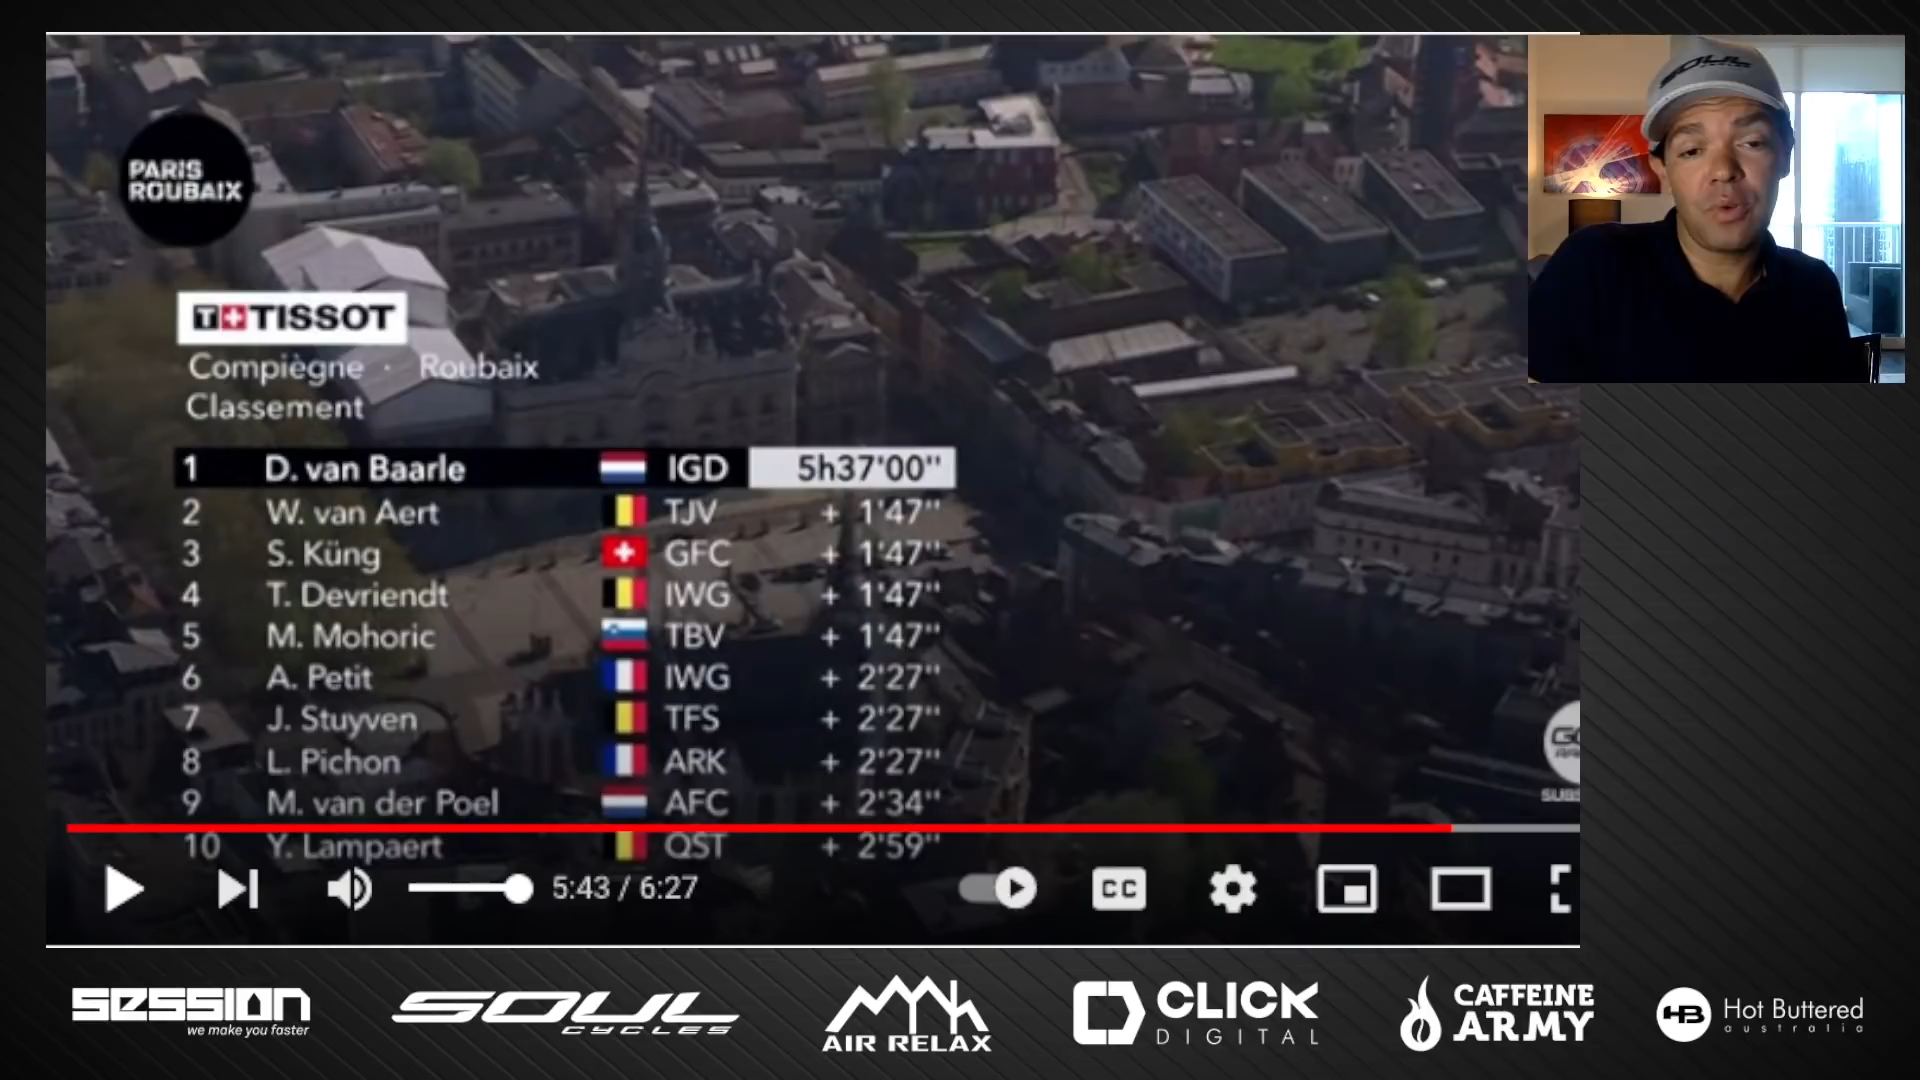 PARIS
ROUBAIX
TISSOT
Compiègne · Roubaix
Classement
1 D. van Baarle IGD 5h37'00"
2 W. van Aert TJV + 1'47"
3 S. Küng GFC + 1'47"
4 T. Devriendt IWG + 1'47"
5 M. Mohoric TBV + 1'47"
6 A. Petit IWG + 2'27"
7 J. Stuyven TFS + 2'27"
8 L. Pichon ARK + 2'27"
9 M. van der Poel AFC + 2'34"
10 Y. Lampaert QST + 2'59"
5:43 / 6:27
CC
SOUL
SESSION
we make you faster
SOUL
CYCLES
AIR RELAX
CLICK
DIGITAL
CAFFEINE
ARMY
HB
Hot Buttered
australia